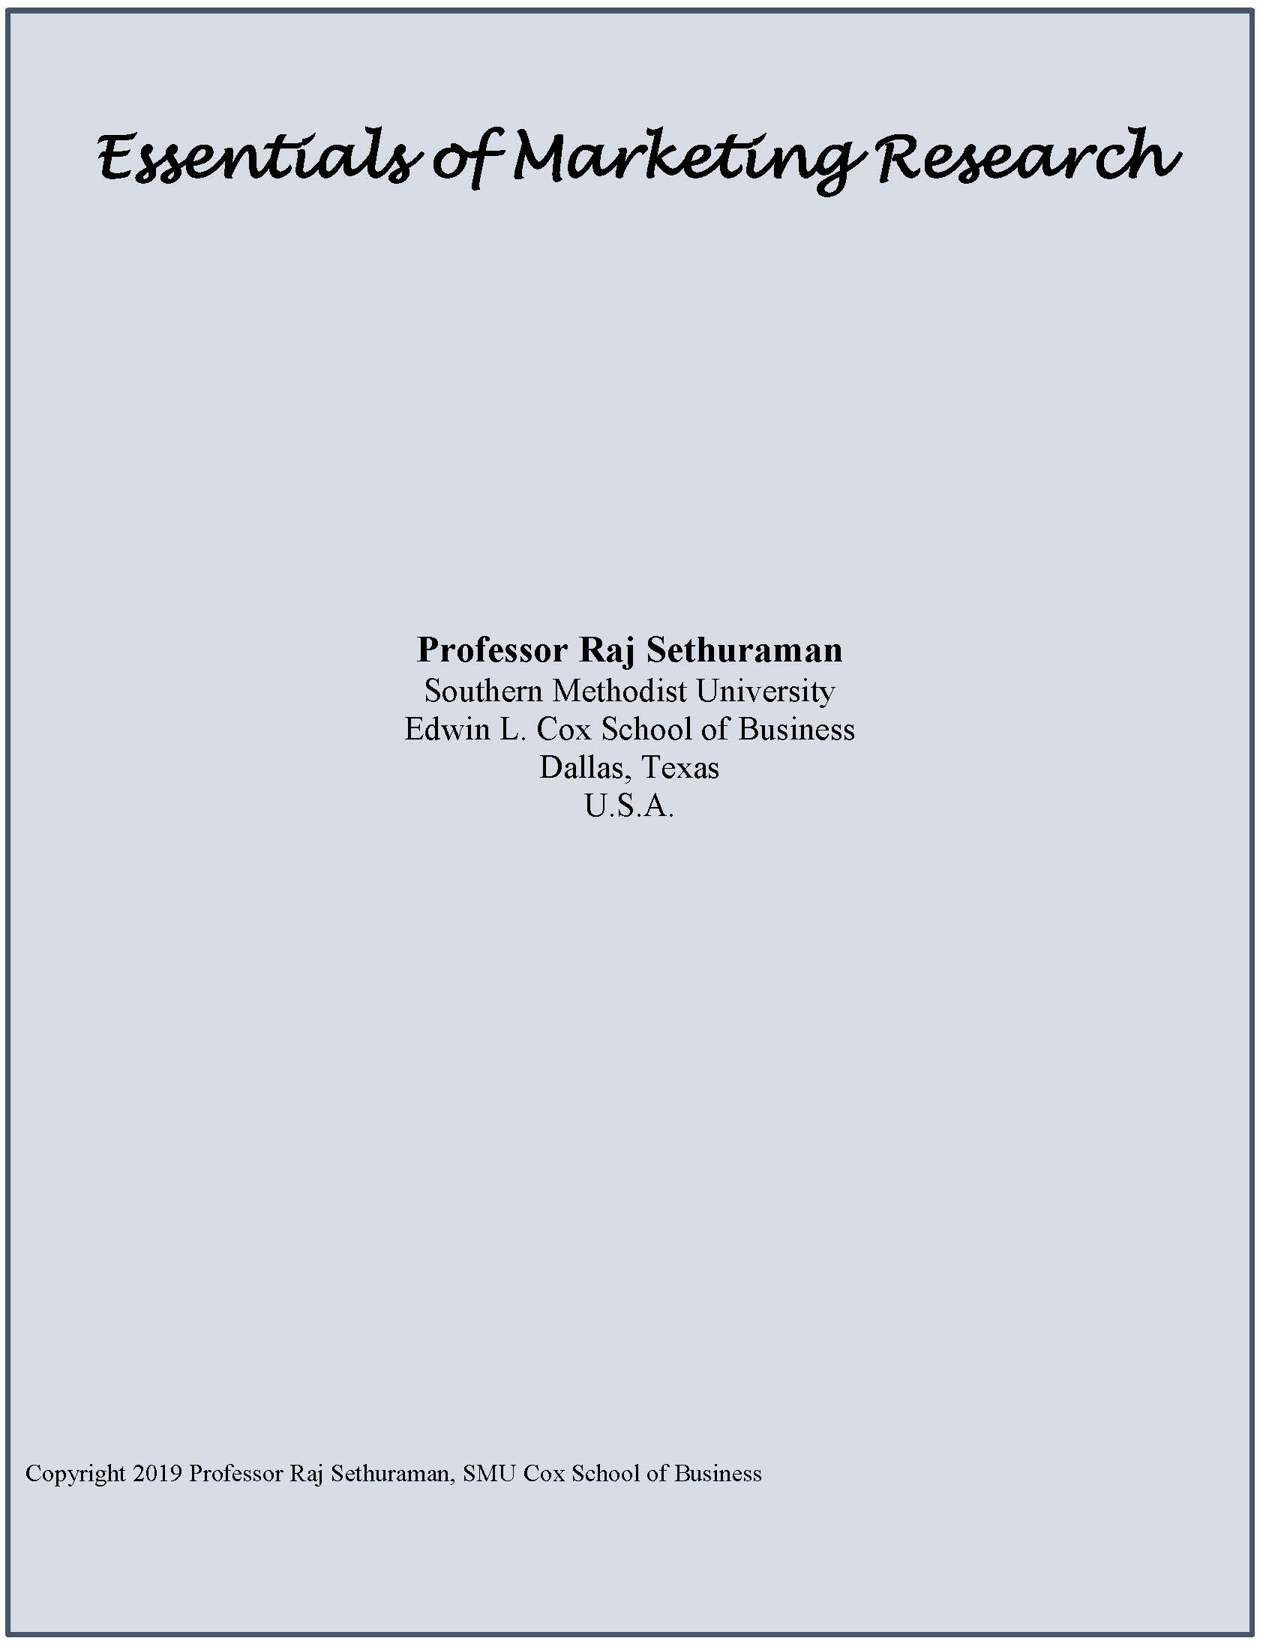 Essentials of Marketing Research
Professor Raj Sethuraman
Southern Methodist University
Edwin L. Cox School of Business
Dallas, Texas
U.S.A.
Copyright 2019 Professor Raj Sethuraman, SMU Cox School of Business